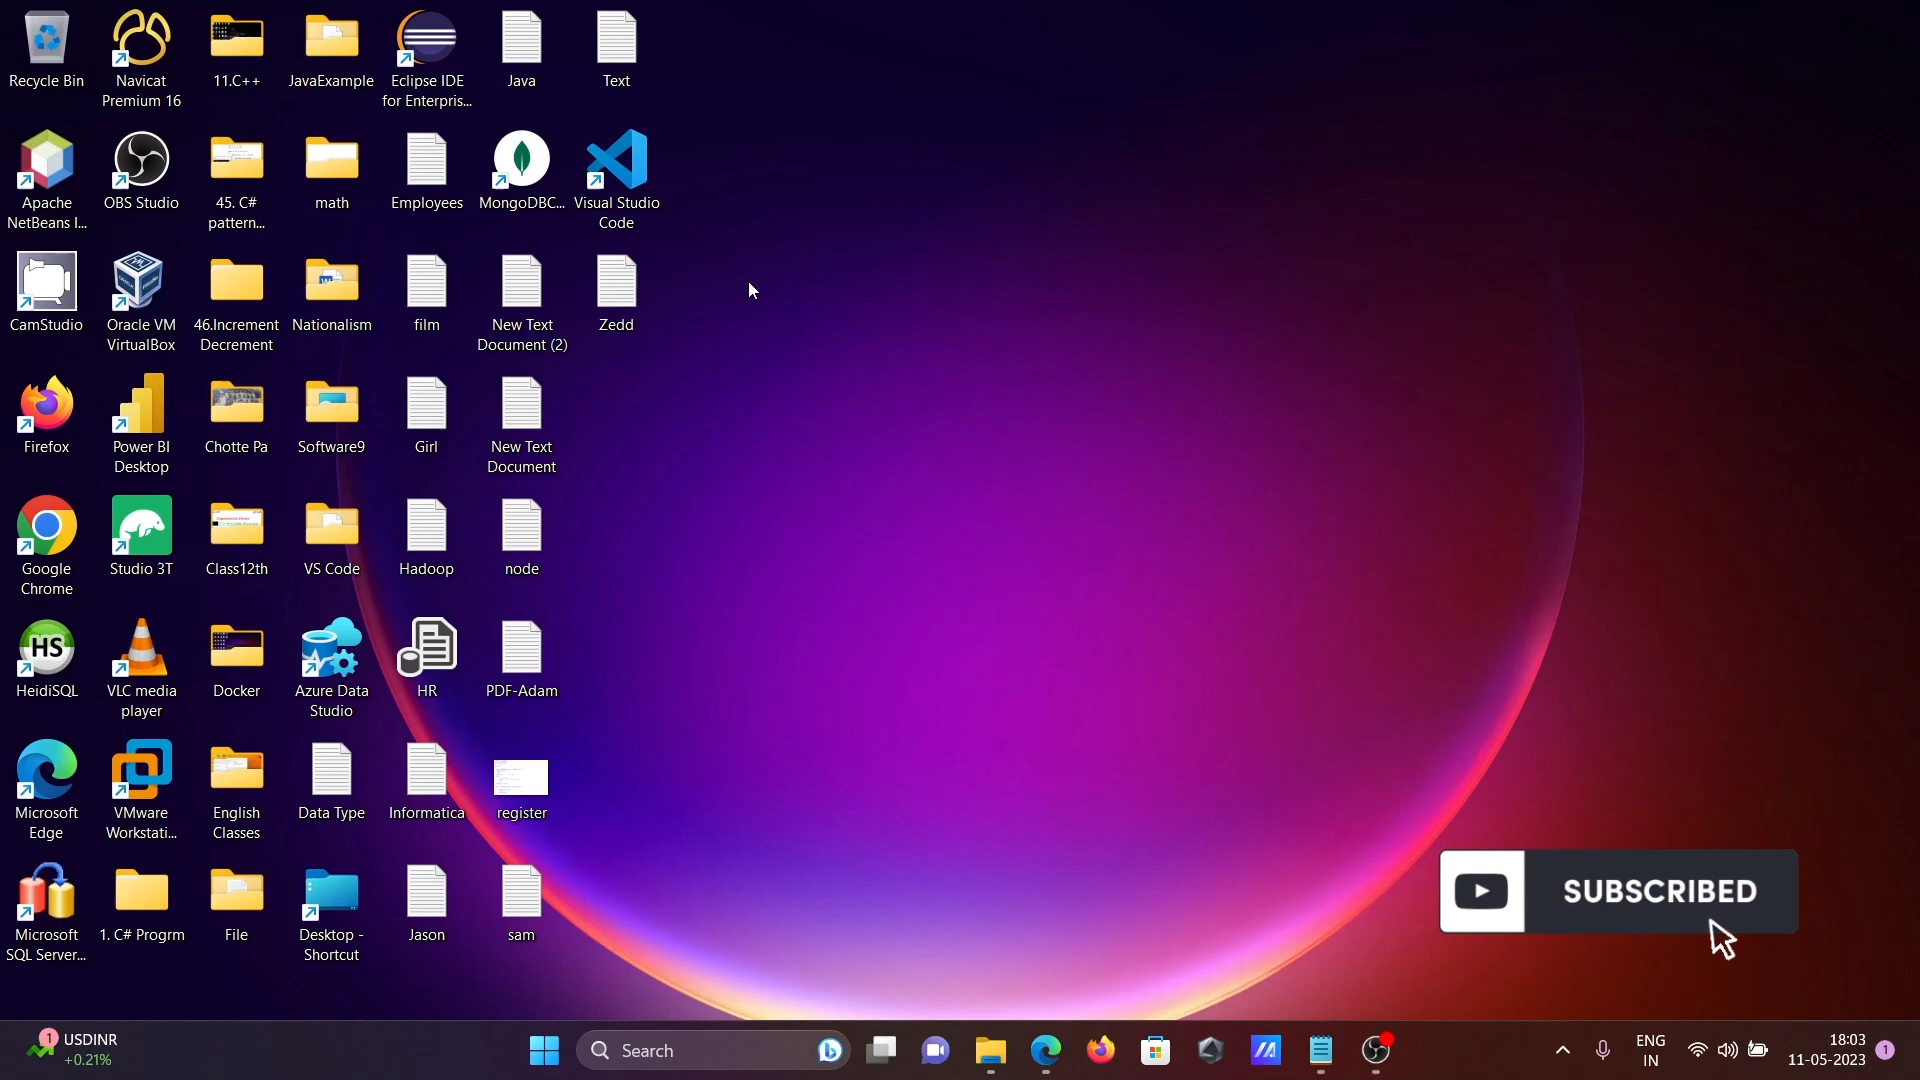 Recycle Bin
Navicat
Premium 16
11.C++
JavaExample
Eclipse IDE
for Enterpris...
Java
Text
Apache
NetBeans I...
OBS Studio
45. C#
pattern...
math
Employees
MongoDBC...
Visual Studio
Code
CamStudio
Oracle VM
VirtualBox
46.Increment
Decrement
Nationalism
film
New Text
Document (2)
Zedd
Firefox
Power BI
Desktop
Chotte Pa
Software9
Girl
New Text
Document
Google
Chrome
Studio 3T
Class12th
VS Code
Hadoop
node
HS
HeidiSQL
VLC media
player
Docker
Azure Data
Studio
HR
PDF-Adam
Microsoft
Edge
VMware
Workstati...
English
Classes
Data Type
Informatica
register
Microsoft
SQL Server...
1. C# Progrm
File
Desktop -
Shortcut
Jason
sam
SUBSCRIBED
1
USDINR
+0.21%
Search
ENG
IN
18:03
11-05-2023
1